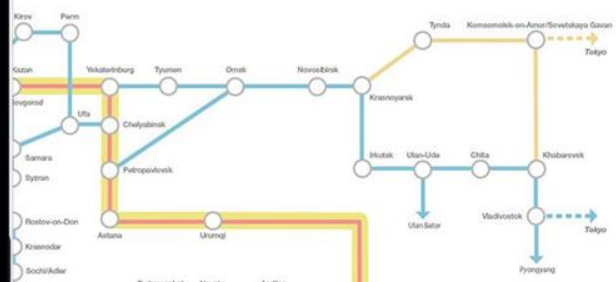 Kirov
Perm
Tynda
Komsomolsk-on-Amur/Sovetskaya Gavan
Tokyo
Kazan
Yekaterinburg
Tyumen
Omsk
Novosibirsk
Krasnoyarsk
ovgorod
Ufa
Chelyabinsk
Samara
Petropavlovsk
Irkutsk
Ulan-Ude
Chita
Khabarovsk
Syzran
Rostov-on-Don
Astana
Urumqi
Ulan Bator
Vladivostok
Tokyo
Krasnodar
Sochi/Adler
Pyongyang